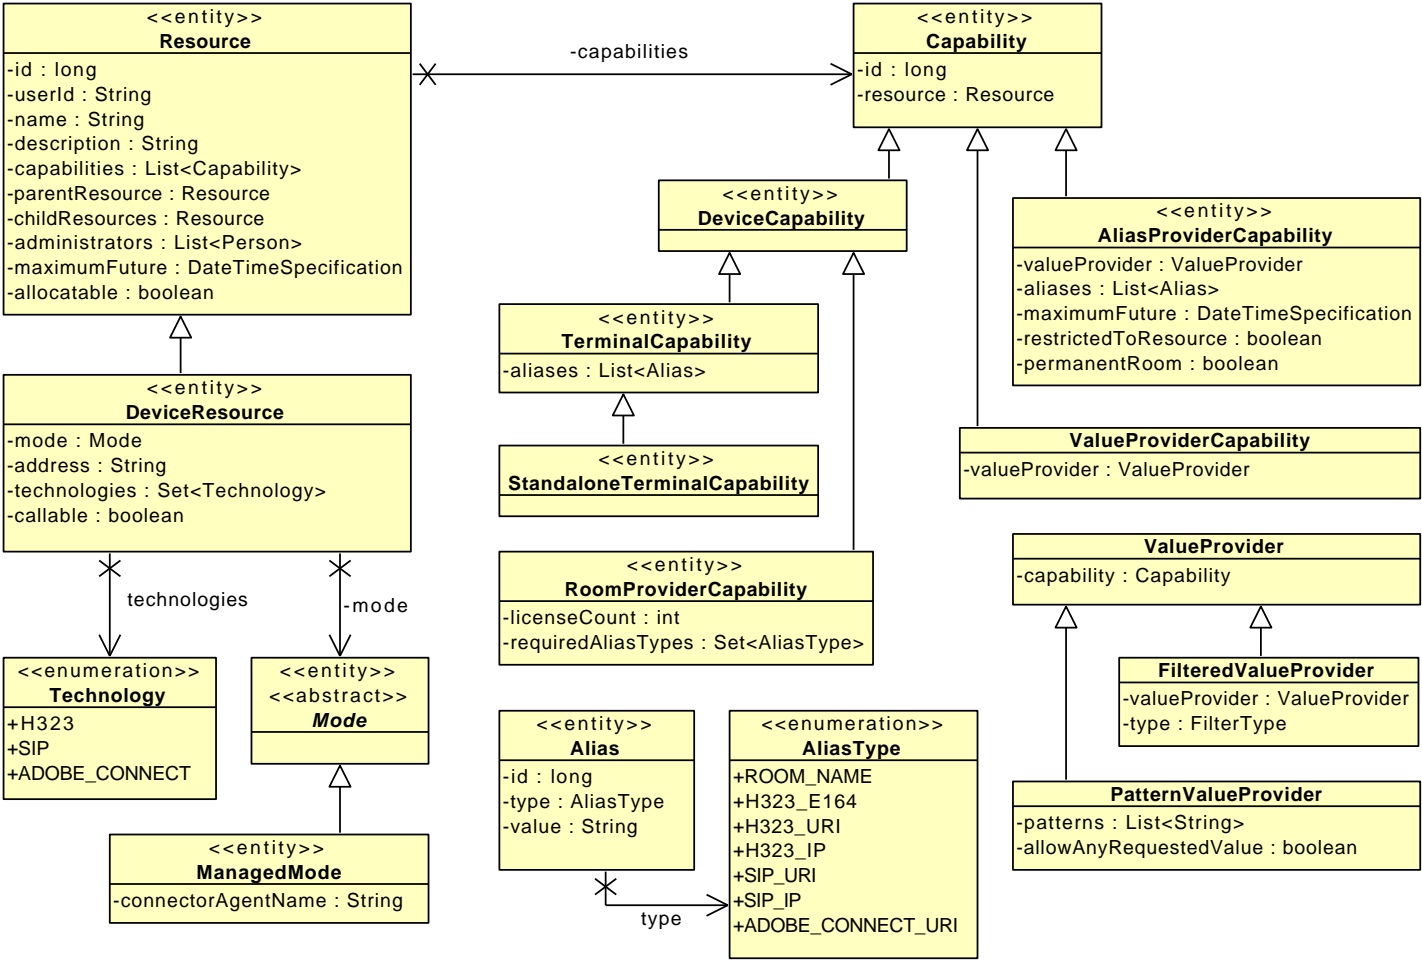 <<entity>>
Resource
-id : long
-userId : String
-name : String
-description : String
-capabilities : List<Capability>
-parentResource : Resource
-childResources : Resource
-administrators : List<Person>
-maximumFuture : DateTimeSpecification
-allocatable : boolean
-capabilities
<<entity>>
Capability
-id : long
-resource : Resource
<<entity>>
DeviceCapability
<<entity>>
AliasProviderCapability
-valueProvider : ValueProvider
-aliases : List<Alias>
-maximumFuture : DateTimeSpecification
-restrictedToResource : boolean
-permanentRoom : boolean
<<entity>>
TerminalCapability
-aliases : List<Alias>
<<entity>>
DeviceResource
-mode : Mode
-address : String
-technologies : Set<Technology>
-callable : boolean
<<entity>>
StandaloneTerminalCapability
ValueProviderCapability
-valueProvider : ValueProvider
<<entity>>
RoomProviderCapability
-licenseCount : int
-requiredAliasTypes : Set<AliasType>
ValueProvider
-capability : Capability
technologies
-mode
<<enumeration>>
Technology
+H323
+SIP
+ADOBE_CONNECT
<<entity>>
<<abstract>>
Mode
FilteredValueProvider
-valueProvider : ValueProvider
-type : FilterType
<<entity>>
Alias
-id : long
-type : AliasType
-value : String
<<enumeration>>
AliasType
+ROOM_NAME
+H323_E164
+H323_URI
+H323_IP
+SIP_URI
+SIP_IP
+ADOBE_CONNECT_URI
PatternValueProvider
-patterns : List<String>
-allowAnyRequestedValue : boolean
<<entity>>
ManagedMode
-connectorAgentName : String
type